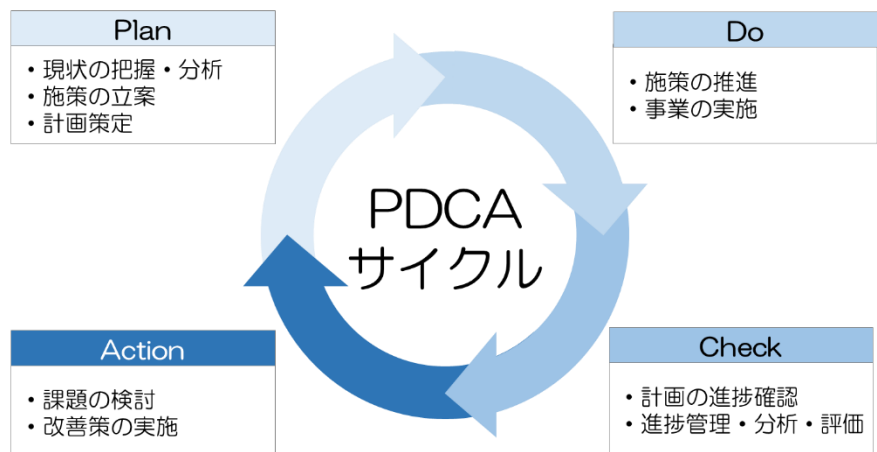 Plan
・現状の把握・分析
・施策の立案
・計画策定
Do
・施策の推進
・事業の実施
PDCA
サイクル
Action
・課題の検討
・改善策の実施
Check
・計画の進捗確認
・進捗管理・分析・評価